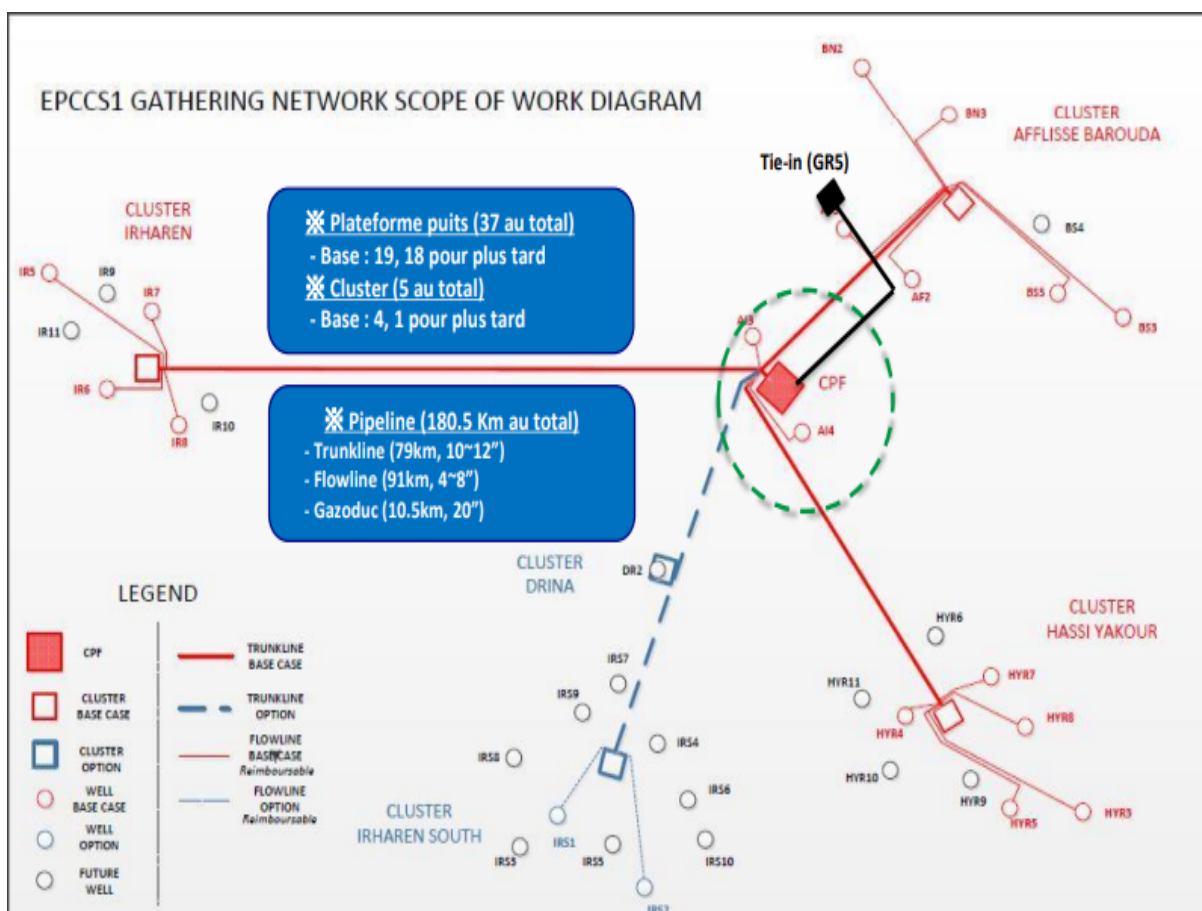 EPCCS1 GATHERING NETWORK SCOPE OF WORK DIAGRAM
BN2
BN3
CLUSTER
AFFLISSE BAROUDA
Tie-in (GR5)
BS4
BS5
BS3
AF2
CLUSTER
IRHAREN
IR5
IR9
IR7
IR11
IR6
IR8
IR10
※ Plateforme puits (37 au total)
- Base : 19, 18 pour plus tard
※ Cluster (5 au total)
- Base : 4, 1 pour plus tard
AI3
CPF
AI4
※ Pipeline (180.5 Km au total)
- Trunkline (79km, 10~12”)
- Flowline (91km, 4~8”)
- Gazoduc (10.5km, 20”)
CLUSTER
DRINA
DR2
CLUSTER
HASSI YAKOUR
HYR6
HYR7
HYR11
HYR4
HYR8
HYR10
HYR9
HYR5
HYR3
IRS7
IRS9
IRS4
IRS8
IRS6
CLUSTER
IRHAREN SOUTH
IRS1
IRS5
IRS5
IRS10
LEGEND
CPF
CLUSTER
BASE CASE
CLUSTER
OPTION
WELL
BASE CASE
WELL
OPTION
FUTURE
WELL
TRUNKLINE
BASE CASE
TRUNKLINE
OPTION
FLOWLINE
BASE CASE
Reimboursable
FLOWLINE
OPTION
Reimboursable